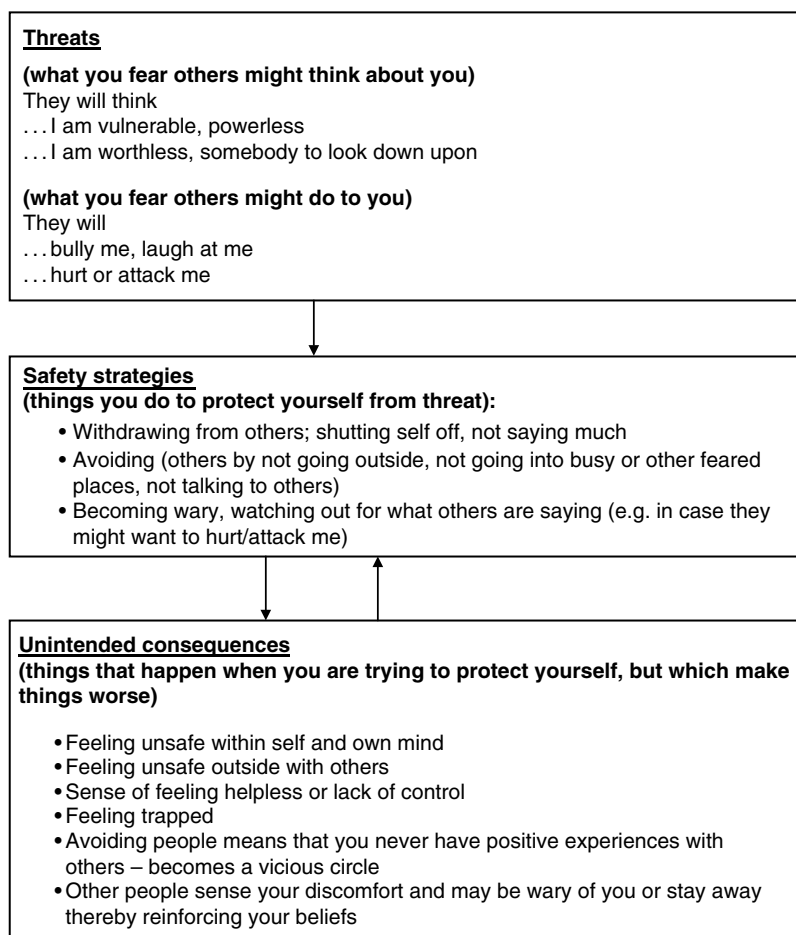 Threats
(what you fear others might think about you)
They will think
...I am vulnerable, powerless
...I am worthless, somebody to look down upon
(what you fear others might do to you)
They will
...bully me, laugh at me
...hurt or attack me
Safety strategies
(things you do to protect yourself from threat):
• Withdrawing from others; shutting self off, not saying much
• Avoiding (others by not going outside, not going into busy or other feared
places, not talking to others)
• Becoming wary, watching out for what others are saying (e.g. in case they
might want to hurt/attack me)
Unintended consequences
(things that happen when you are trying to protect yourself, but which make
things worse)
• Feeling unsafe within self and own mind
• Feeling unsafe outside with others
• Sense of feeling helpless or lack of control
• Feeling trapped
• Avoiding people means that you never have positive experiences with
others – becomes a vicious circle
• Other people sense your discomfort and may be wary of you or stay away
thereby reinforcing your beliefs